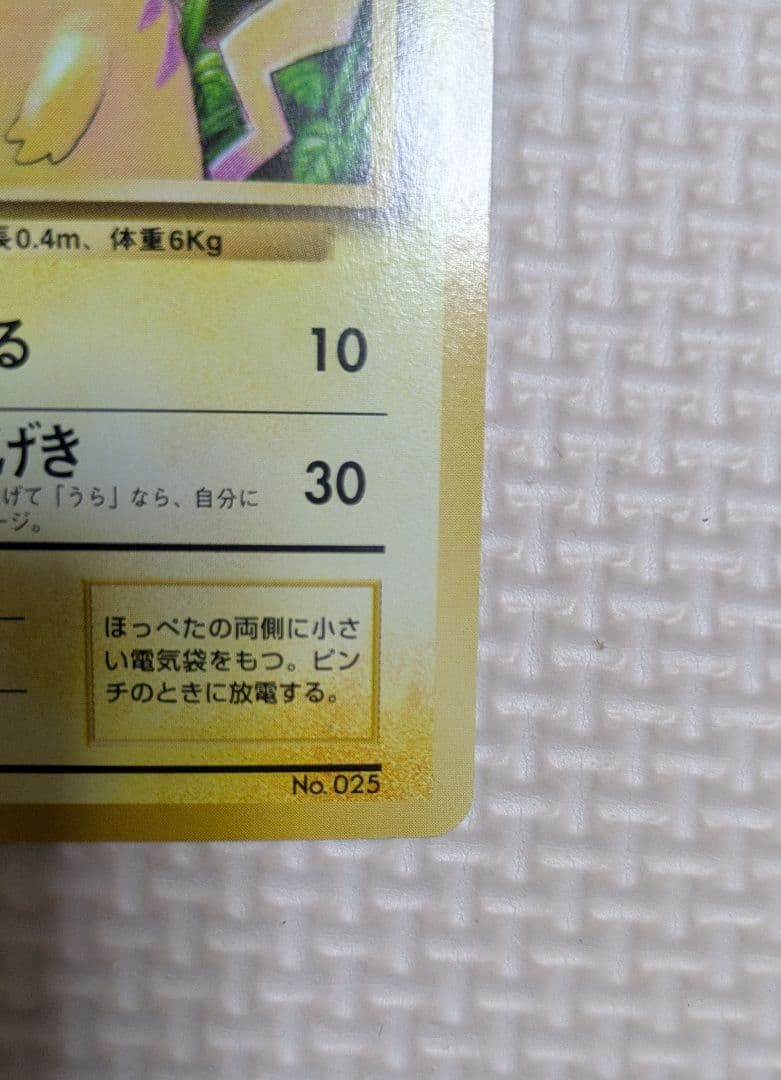 長0.4m、体重6Kg
る 10
げき 30
げて「うら」なら、自分に
ージ。
ほっぺたの両側に小さ
い電気袋をもつ。ピン
チのときに放電する。
No. 025